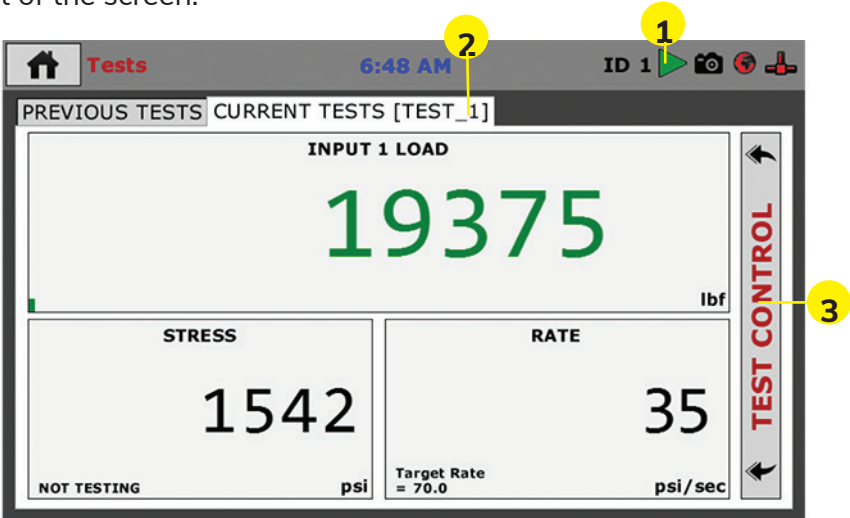 t of the screen.
2
1
Tests
6:48 AM
ID 1
PREVIOUS TESTS
CURRENT TESTS [TEST_1]
INPUT 1 LOAD
19375
lbf
TEST CONTROL
3
STRESS
1542
NOT TESTING
psi
RATE
35
Target Rate
= 70.0
psi/sec